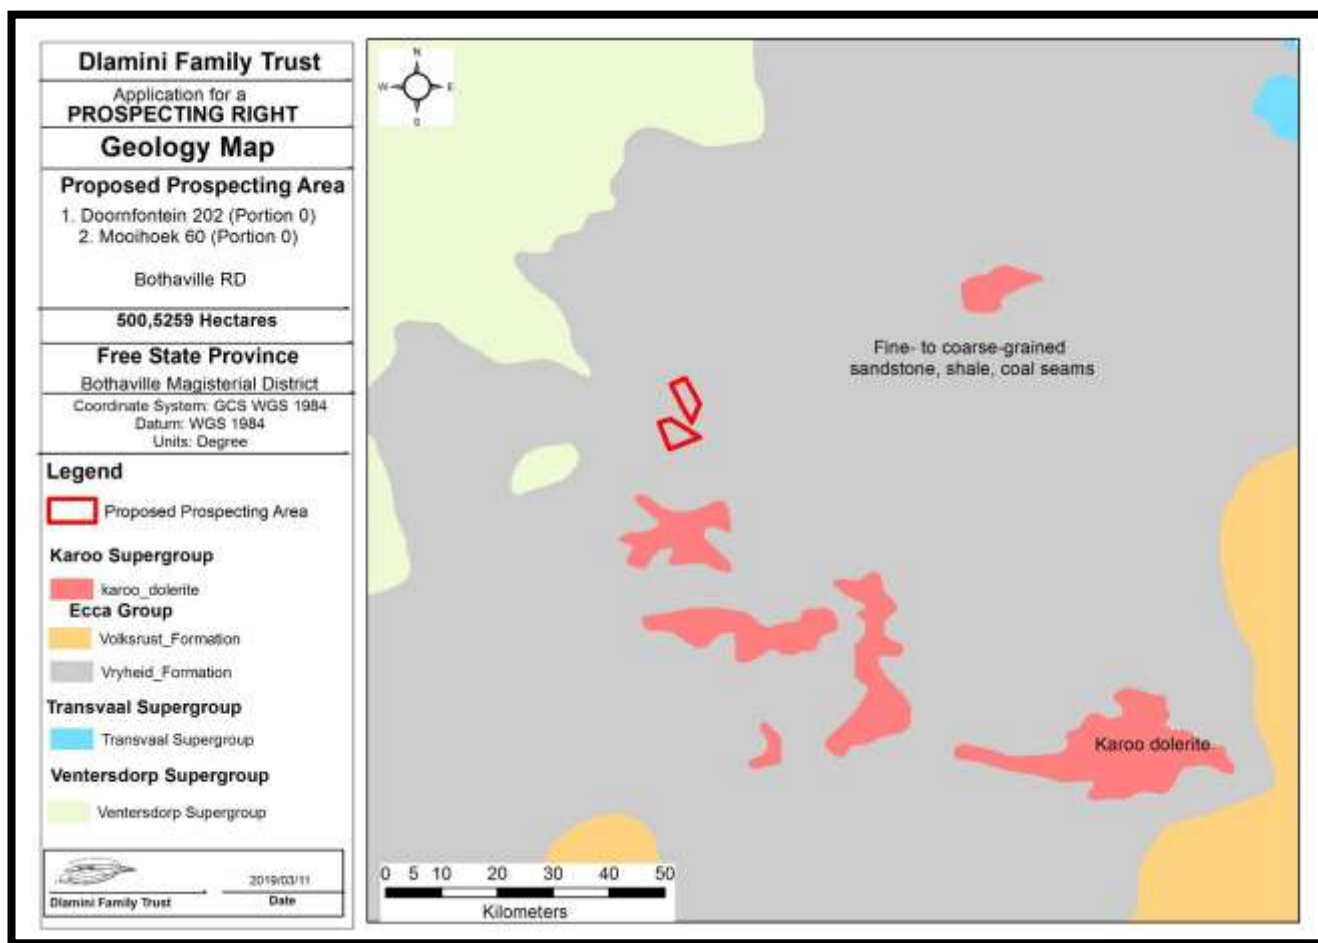 Dlamini Family Trust
Application for a
PROSPECTING RIGHT
Geology Map
Proposed Prospecting Area
1. Doornfontein 202 (Portion 0)
2. Mooihoek 60 (Portion 0)
Bothaville RD
500,5259 Hectares
Free State Province
Bothaville Magisterial District
Coordinate System: GCS WGS 1984
Datum: WGS 1984
Units: Degree
Legend
Proposed Prospecting Area
Karoo Supergroup
karoo_dolerite
Ecca Group
Volksrust_Formation
Vryheid_Formation
Transvaal Supergroup
Transvaal Supergroup
Ventersdorp Supergroup
Ventersdorp Supergroup
2019/03/11
Dlamini Family Trust Date
N
W E
S
Fine- to coarse-grained
sandstone, shale, coal seams
Karoo dolerite
0 5 10 20 30 40 50
Kilometers